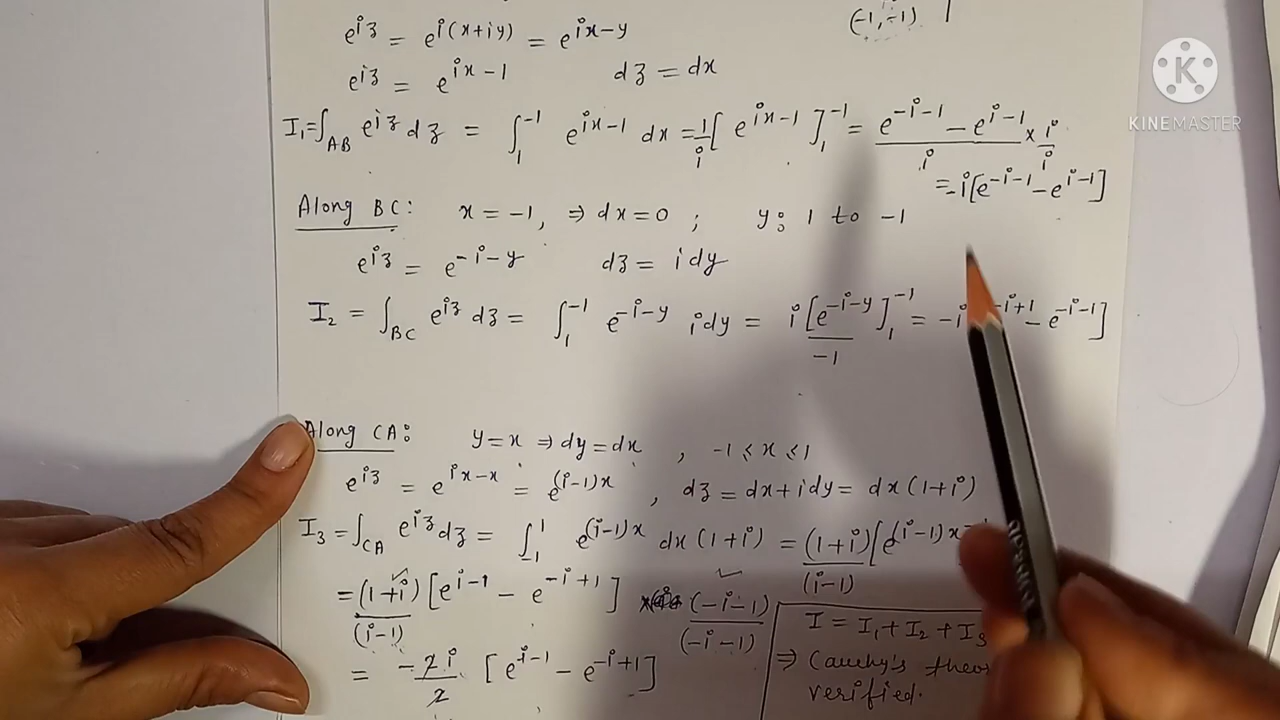 e^{iz} = e^{i(x+iy)} = e^{ix-y}
(-1,-1)
e^{iz} = e^{ix-1} dz = dx
I₁=∫_{AB} e^{iz} dz = ∫_{1}^{-1} e^{ix-1} dx = 1/i [e^{ix-1}]_{1}^{-1} = (e^{-i-1} - e^{i-1})/i × i/i
= -i[e^{-i-1} - e^{i-1}]
Along BC: x = -1, ⇒ dx = 0 ; y: 1 to -1
e^{iz} = e^{-i-y} dz = idy
I₂ = ∫_{BC} e^{iz} dz = ∫_{1}^{-1} e^{-i-y} idy = i [e^{-i-y}/-1]_{1}^{-1} = -i -i+1 - e^{-i-1}]
Along CA: y=x ⇒ dy=dx , -1 ≤ x ≤ 1
e^{iz} = e^{ix-x} = e^{(i-1)x} , dz = dx+idy = dx(1+i)
I₃ = ∫_{CA} e^{iz} dz = ∫_{-1}^{1} e^{(i-1)x} dx (1+i) = (1+i)/(i-1) [e^{(i-1)x}
= (1+i)/(i-1) [e^{i-1} - e^{-i+1}] × (-i-1)/(-i-1)
= -2i/2 [e^{i-1} - e^{-i+1}]
I = I₁ + I₂ + I₃
⇒ Cauchy's
verified.
KINEMASTER